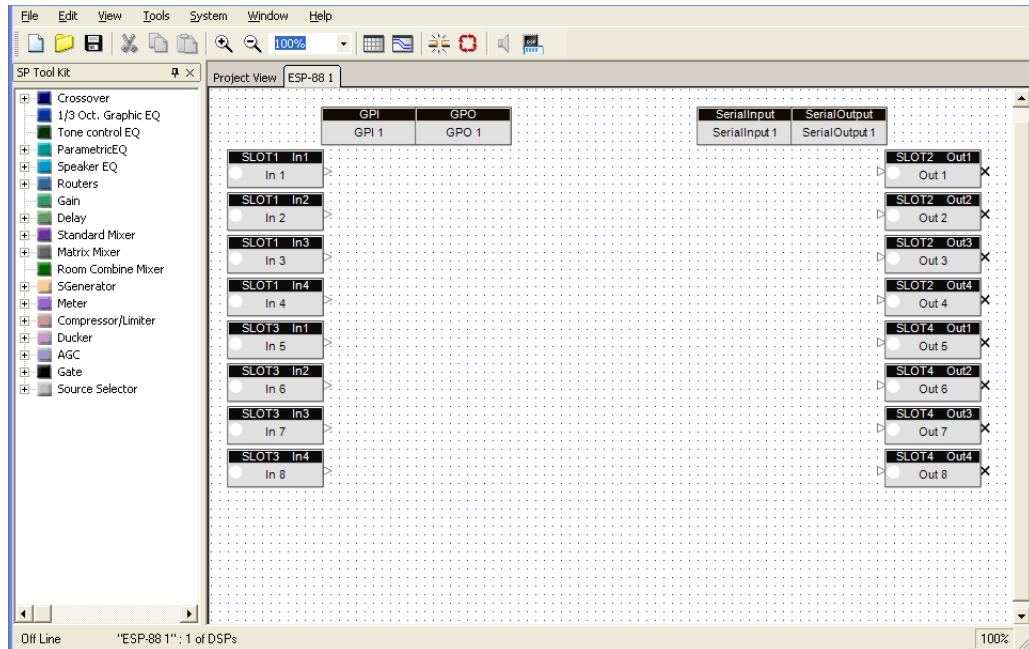 File Edit View Tools System Window Help
100%
SP Tool Kit
Project View ESP-88 1
Crossover
1/3 Oct. Graphic EQ
Tone control EQ
ParametricEQ
Speaker EQ
Routers
Gain
Delay
Standard Mixer
Matrix Mixer
Room Combine Mixer
SGenerator
Meter
Compressor/Limiter
Ducker
AGC
Gate
Source Selector
GPI GPO
GPI 1 GPO 1
SerialInput SerialOutput
SerialInput1 SerialOutput1
SLOT1 In1
In 1
SLOT1 In2
In 2
SLOT1 In3
In 3
SLOT1 In4
In 4
SLOT3 In1
In 5
SLOT3 In2
In 6
SLOT3 In3
In 7
SLOT3 In4
In 8
SLOT2 Out1
Out 1
SLOT2 Out2
Out 2
SLOT2 Out3
Out 3
SLOT2 Out4
Out 4
SLOT4 Out1
Out 5
SLOT4 Out2
Out 6
SLOT4 Out3
Out 7
SLOT4 Out4
Out 8
Off Line "ESP-88 1" : 1 of DSPs 100%